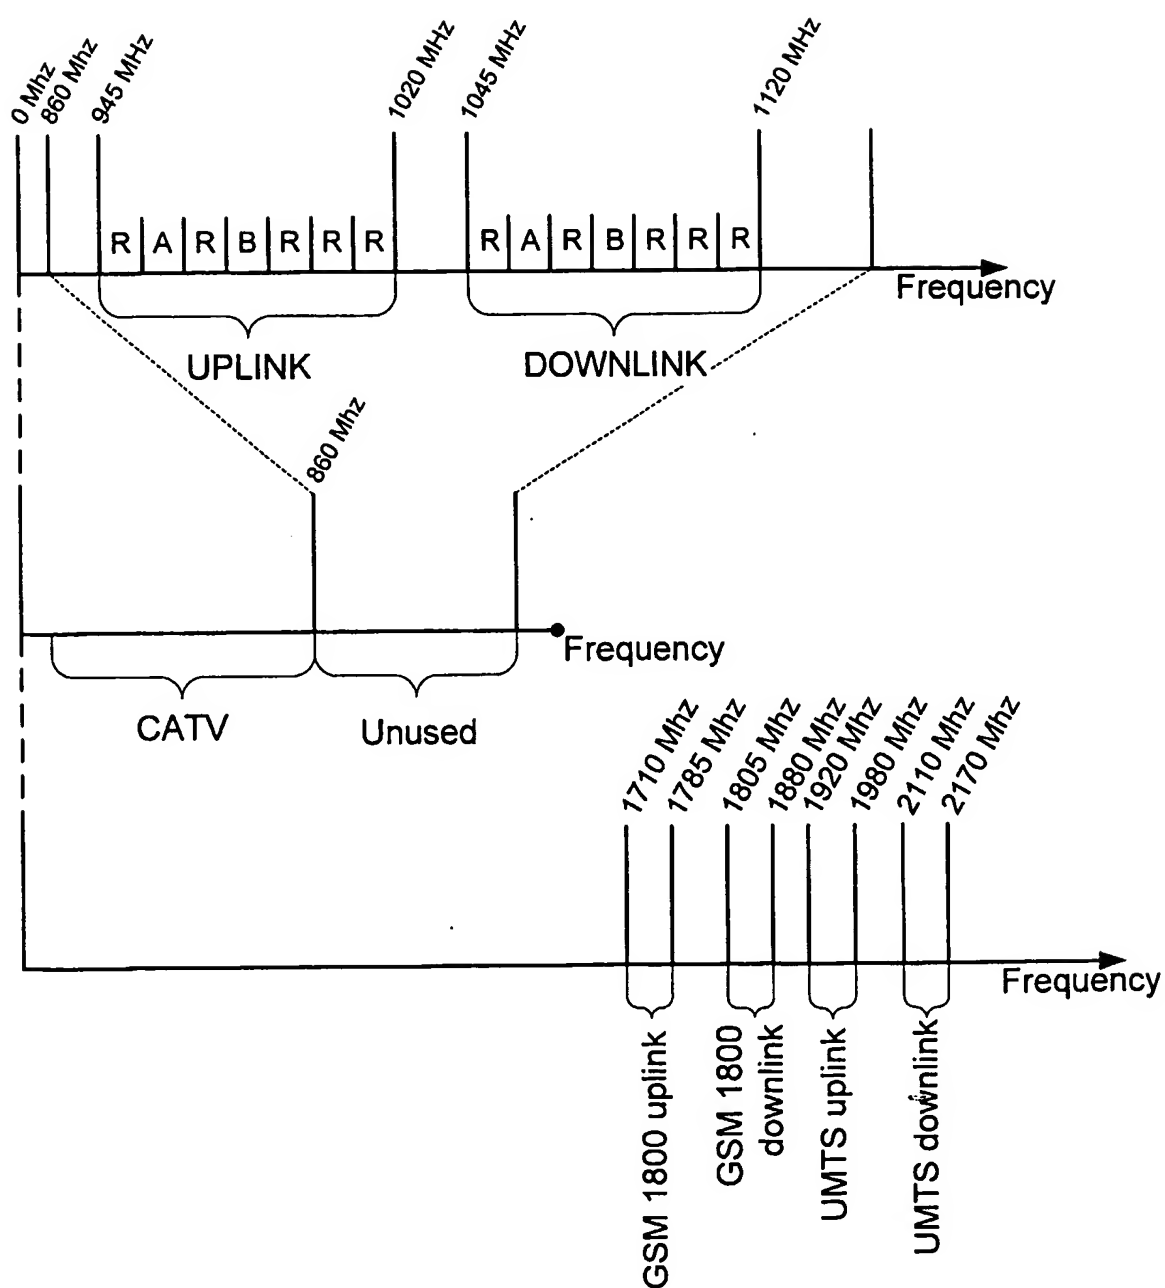 0 Mhz
860 Mhz
945 MHz
1020 MHz
1045 MHz
1120 MHz
R A R B R R R
R A R B R R R
Frequency
UPLINK
DOWNLINK
860 Mhz
Frequency
CATV
Unused
1710 Mhz
1785 Mhz
1805 Mhz
1880 Mhz
1920 Mhz
1980 Mhz
2110 Mhz
2170 Mhz
Frequency
GSM 1800 uplink
GSM 1800
downlink
UMTS uplink
UMTS downlink